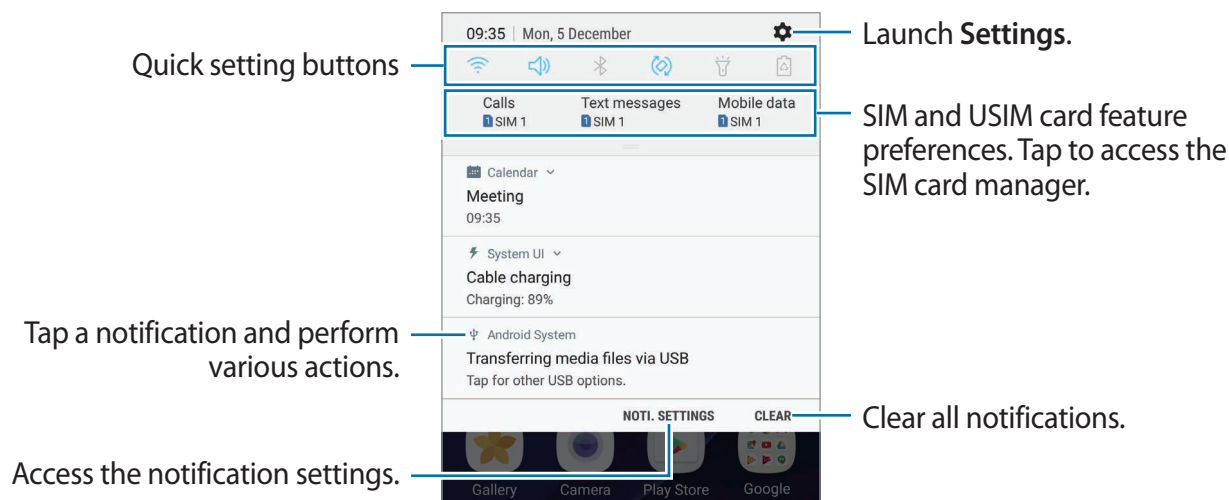 09:35 | Mon, 5 December
Launch Settings.
Quick setting buttons
Calls Text messages Mobile data
1 SIM 1 1 SIM 1 1 SIM 1
SIM and USIM card feature
preferences. Tap to access the
SIM card manager.
Calendar
Meeting
09:35
System UI
Cable charging
Charging: 89%
Tap a notification and perform
various actions.
Android System
Transferring media files via USB
Tap for other USB options.
NOTI. SETTINGS CLEAR
Clear all notifications.
Access the notification settings.
Gallery Camera Play Store Google